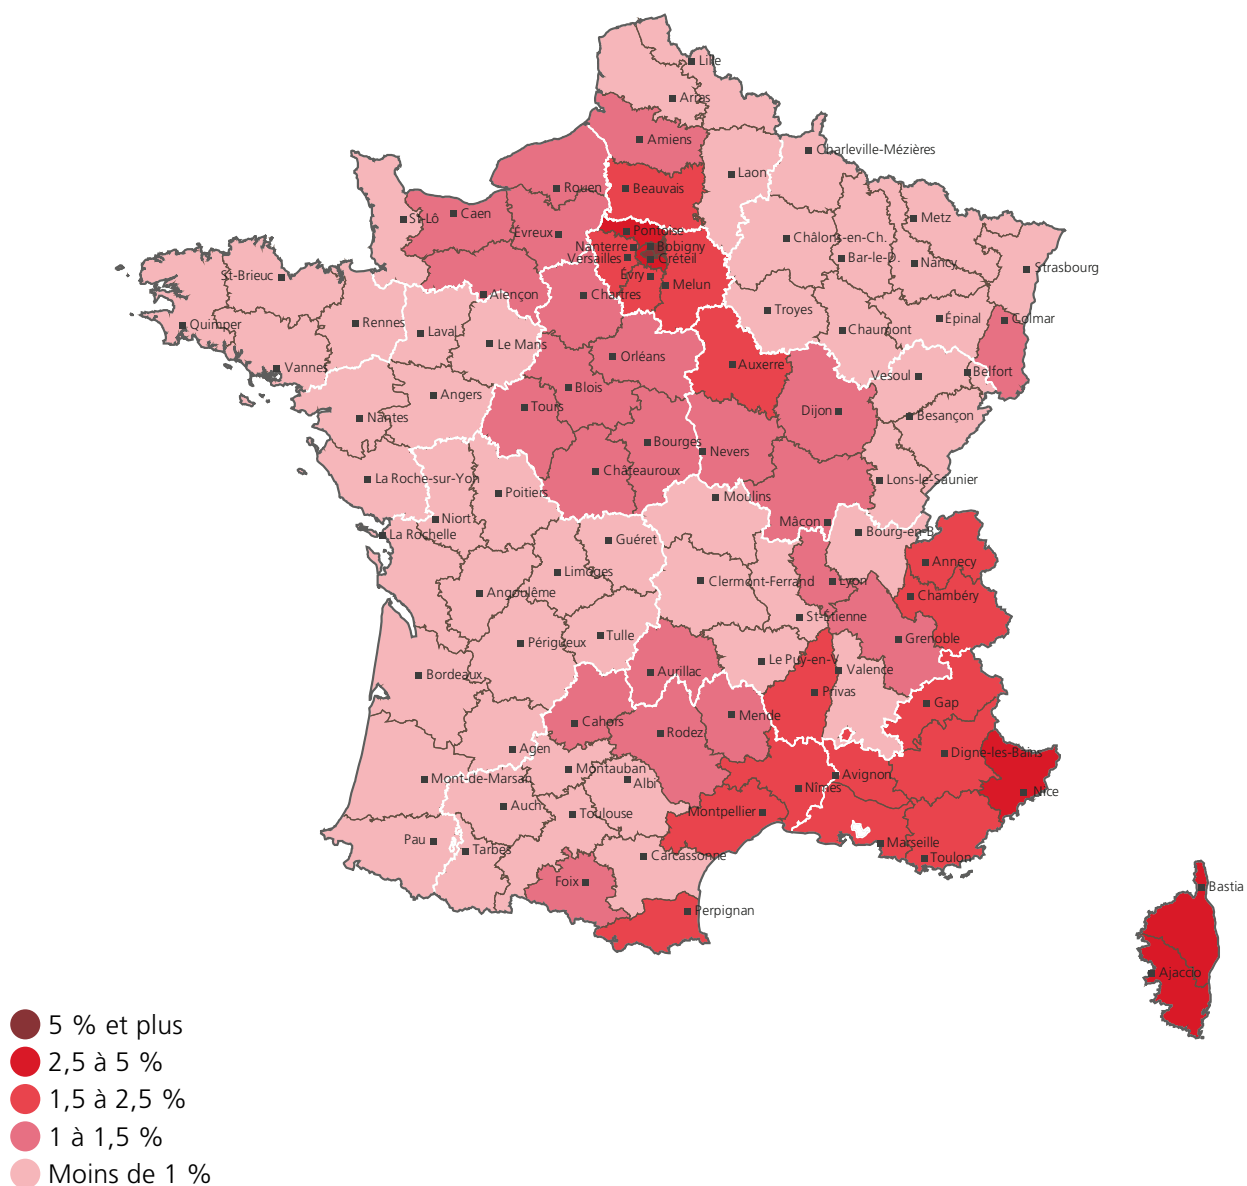 Lille
Arras
Amiens
Charleville-Mézières
Laon
Rouen
Beauvais
St-Lô
Caen
Metz
Évreux
Pontoise
Châlons-en-Ch.
Nanterre
Bobigny
Versailles
Créteil
Bar-le-D.
Nancy
Strasbourg
St-Brieuc
Évry
Melun
Alençon
Chartres
Troyes
Épinal
Colmar
Quimper
Rennes
Laval
Chaumont
Le Mans
Orléans
Auxerre
Vannes
Vesoul
Belfort
Blois
Angers
Tours
Dijon
Besançon
Nantes
Bourges
Nevers
Châteauroux
La Roche-sur-Yon
Lons-le-Saunier
Poitiers
Moulins
Niort
Mâcon
La Rochelle
Bourg-en-B.
Guéret
Annecy
Limoges
Clermont-Ferrand
Lyon
Angoulême
Chambéry
St-Étienne
Tulle
Grenoble
Périgueux
Le Puy-en-V.
Valence
Bordeaux
Aurillac
Privas
Gap
Mende
Cahors
Rodez
Agen
Digne-les-Bains
Montauban
Avignon
Mont-de-Marsan
Albi
Nîmes
Nice
Auch
Toulouse
Montpellier
Pau
Marseille
Tarbes
Carcassonne
Toulon
Foix
Bastia
Perpignan
Ajaccio
5 % et plus
2,5 à 5 %
1,5 à 2,5 %
1 à 1,5 %
Moins de 1 %